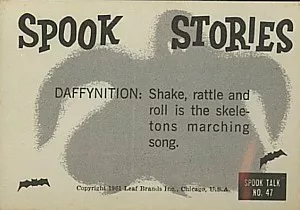 SPOOK STORIES
DAFFYNITION: Shake, rattle and
roll is the skele-
tons marching
song.
Copyright 1961 Leaf Brands Inc., Chicago, U.S.A.
SPOOK TALK
NO. 47